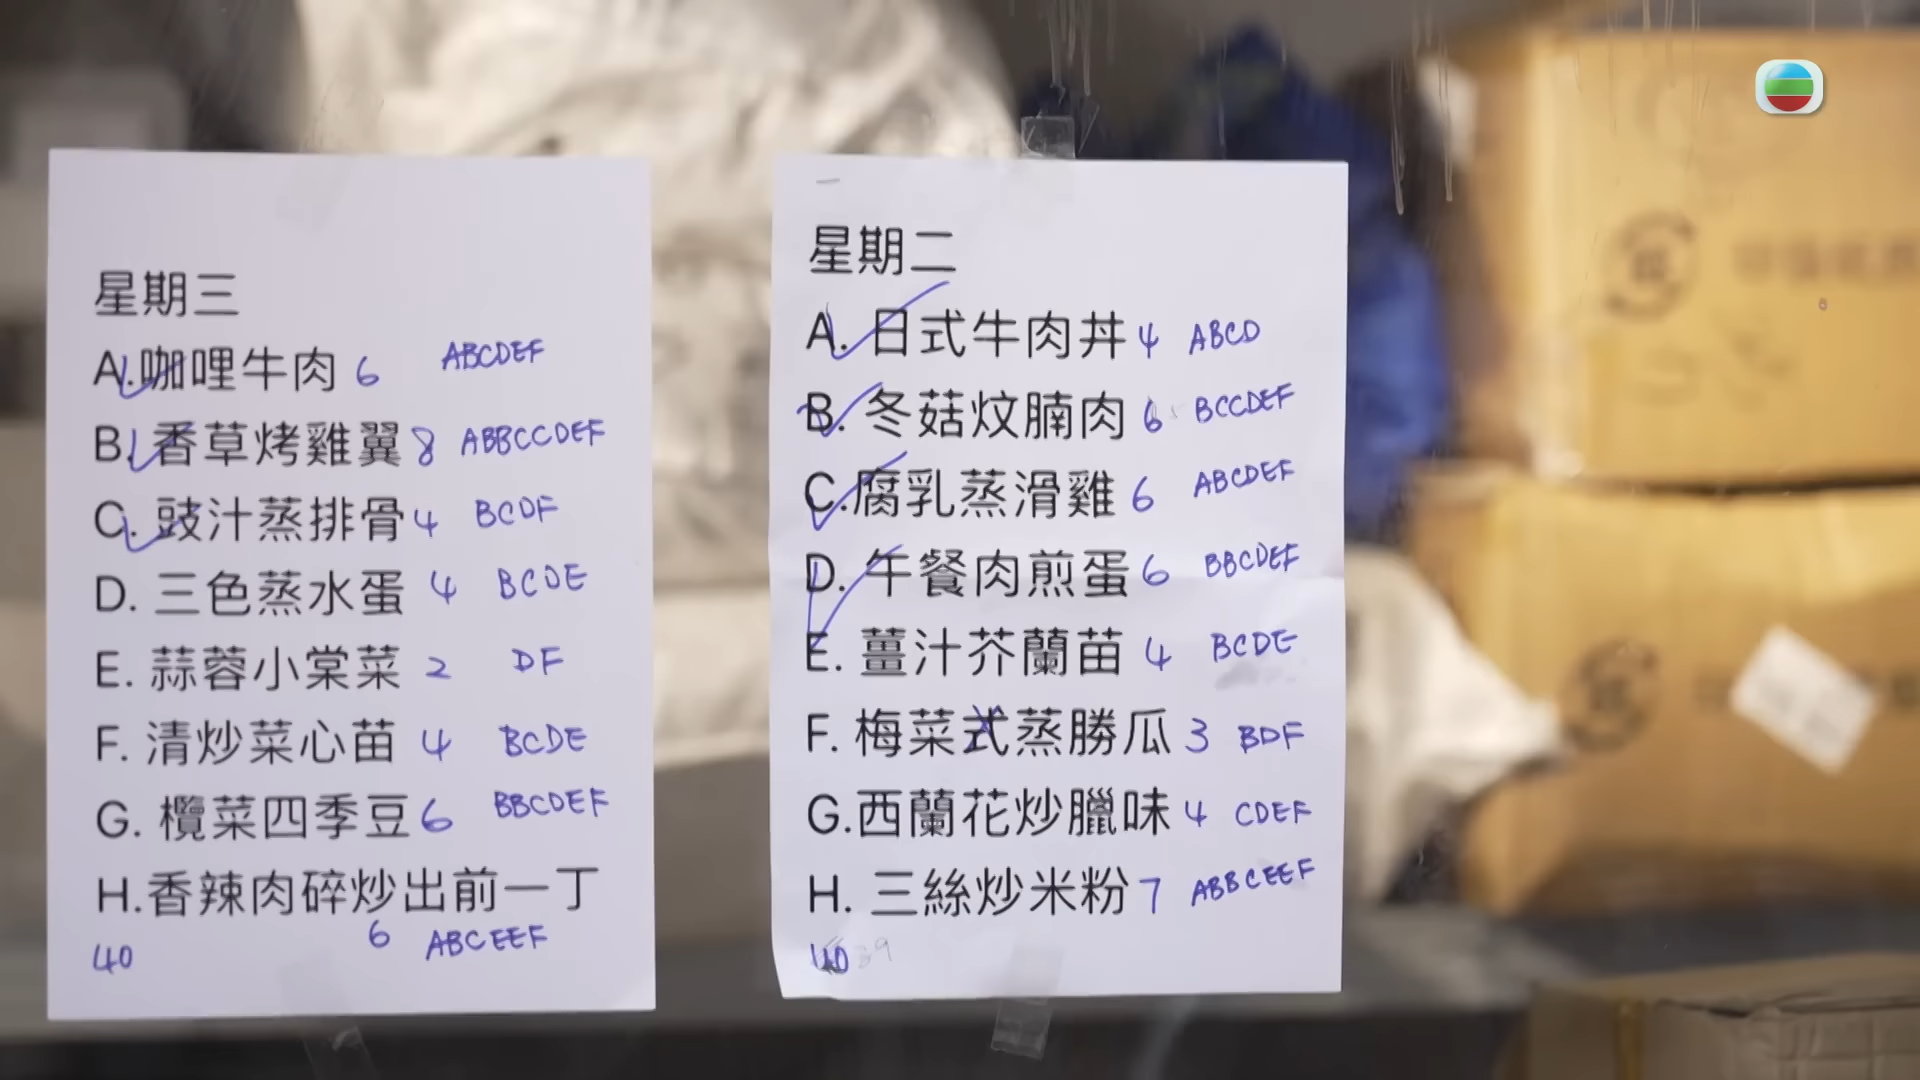 星期三
A.咖哩牛肉 6 ABCDEF
B.香草烤雞翼 8 ABBCCDEF
C.豉汁蒸排骨 4 BCDF
D.三色蒸水蛋 4 BCDE
E.蒜蓉小棠菜 2 DF
F.清炒菜心苗 4 BCDE
G.欖菜四季豆 6 BBCDEF
H.香辣肉碎炒出前一丁
6 ABCEEF
40
星期二
A.日式牛肉丼 4 ABCD
B.冬菇炆腩肉 6 BCCDEF
C.腐乳蒸滑雞 6 ABCDEF
D.午餐肉煎蛋 6 BBCDEF
E.薑汁芥蘭苗 4 BCDE
F.梅菜式蒸勝瓜 3 BDF
G.西蘭花炒臘味 4 CDEF
H.三絲炒米粉 7 ABBCEEF
40 39